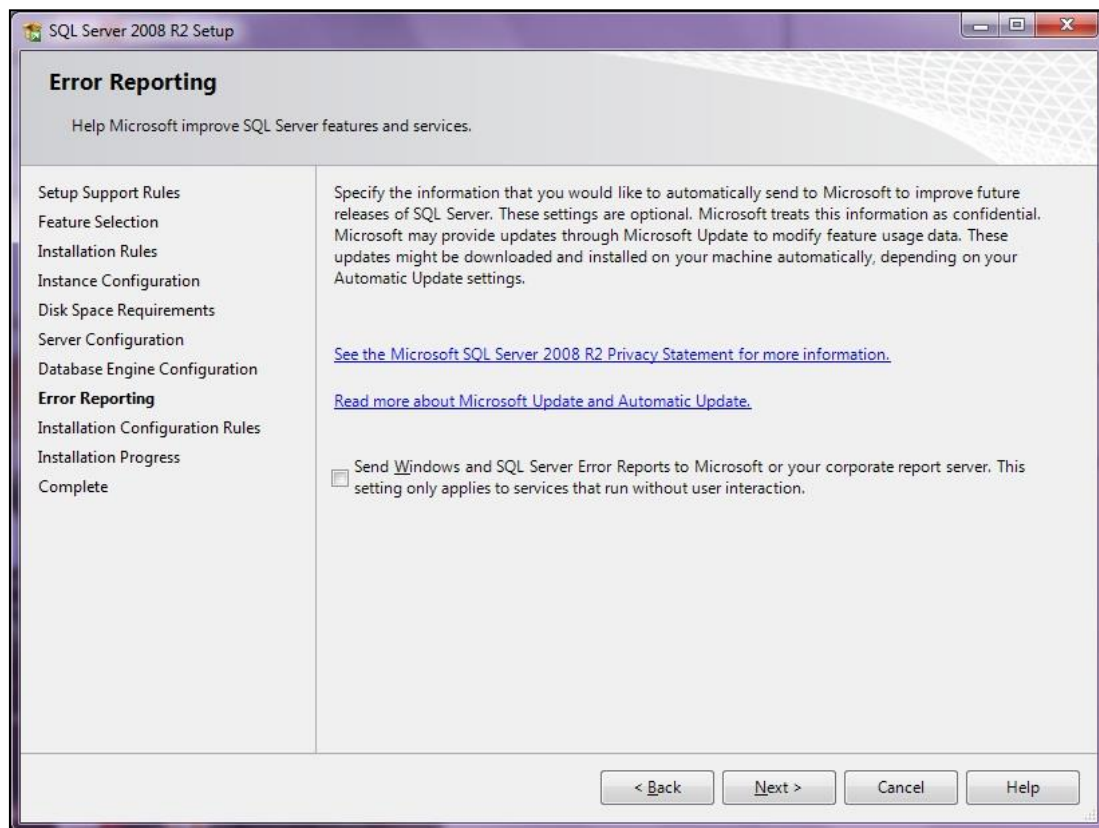 SQL Server 2008 R2 Setup
Error Reporting
Help Microsoft improve SQL Server features and services.
Setup Support Rules
Feature Selection
Installation Rules
Instance Configuration
Disk Space Requirements
Server Configuration
Database Engine Configuration
Error Reporting
Installation Configuration Rules
Installation Progress
Complete
Specify the information that you would like to automatically send to Microsoft to improve future
releases of SQL Server. These settings are optional. Microsoft treats this information as confidential.
Microsoft may provide updates through Microsoft Update to modify feature usage data. These
updates might be downloaded and installed on your machine automatically, depending on your
Automatic Update settings.
See the Microsoft SQL Server 2008 R2 Privacy Statement for more information.
Read more about Microsoft Update and Automatic Update.
Send Windows and SQL Server Error Reports to Microsoft or your corporate report server. This
setting only applies to services that run without user interaction.
< Back Next > Cancel Help